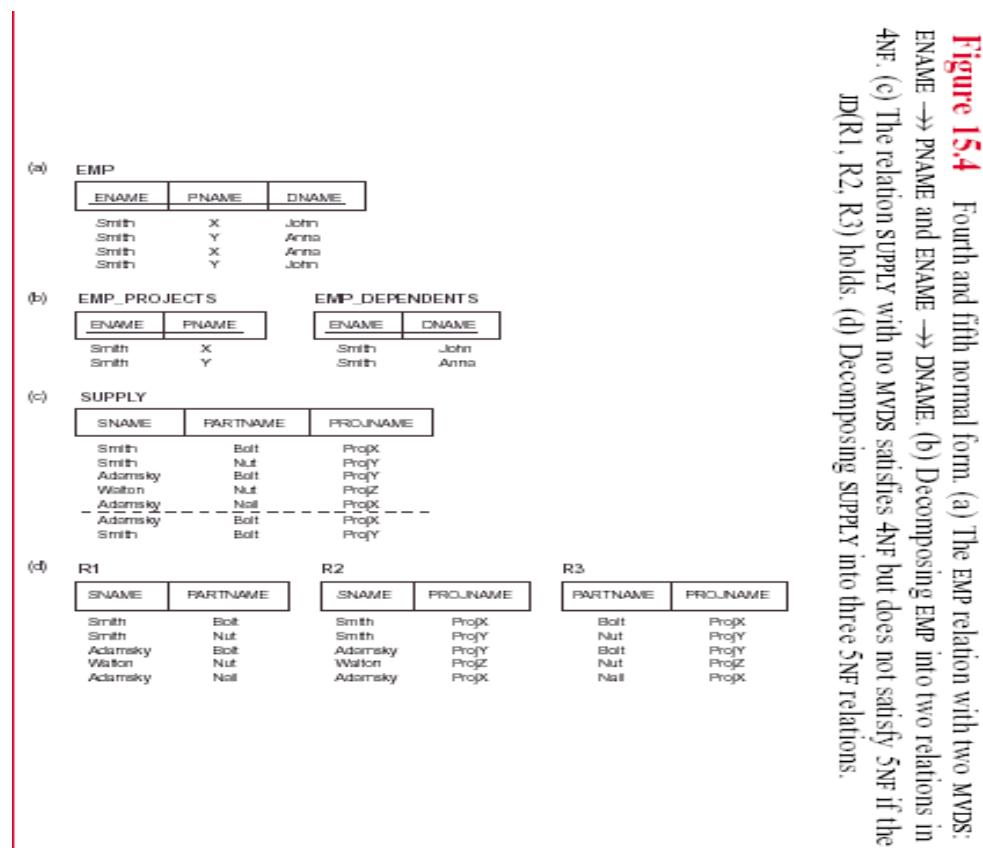 Figure 15.4 Fourth and fifth normal form. (a) The EMP relation with two MVDS:
ENAME →→ PNAME and ENAME →→ DNAME. (b) Decomposing EMP into two relations in
4NF. (c) The relation SUPPLY with no MVDS satisfies 4NF but does not satisfy 5NF if the
JD(R1, R2, R3) holds. (d) Decomposing SUPPLY into three 5NF relations.
(a) EMP
ENAME PNAME DNAME
Smith X John
Smith Y Anna
Smith X Anna
Smith Y John
(b) EMP_PROJECTS EMP_DEPENDENTS
ENAME PNAME ENAME DNAME
Smith X Smith John
Smith Y Smith Anna
(c) SUPPLY
SNAME PARTNAME PROJNAME
Smith Bolt ProjX
Smith Nut ProjY
Adamsky Bolt ProjY
Walton Nut ProjZ
Adamsky Nail ProjX
Adamsky Bolt ProjX
Smith Bolt ProjY
(d) R1 R2 R3
SNAME PARTNAME SNAME PROJNAME PARTNAME PROJNAME
Smith Bolt Smith ProjX Bolt ProjX
Smith Nut Smith ProjY Nut ProjY
Adamsky Bolt Adamsky ProjY Bolt ProjY
Walton Nut Walton ProjZ Nut ProjZ
Adamsky Nail Adamsky ProjX Nail ProjX